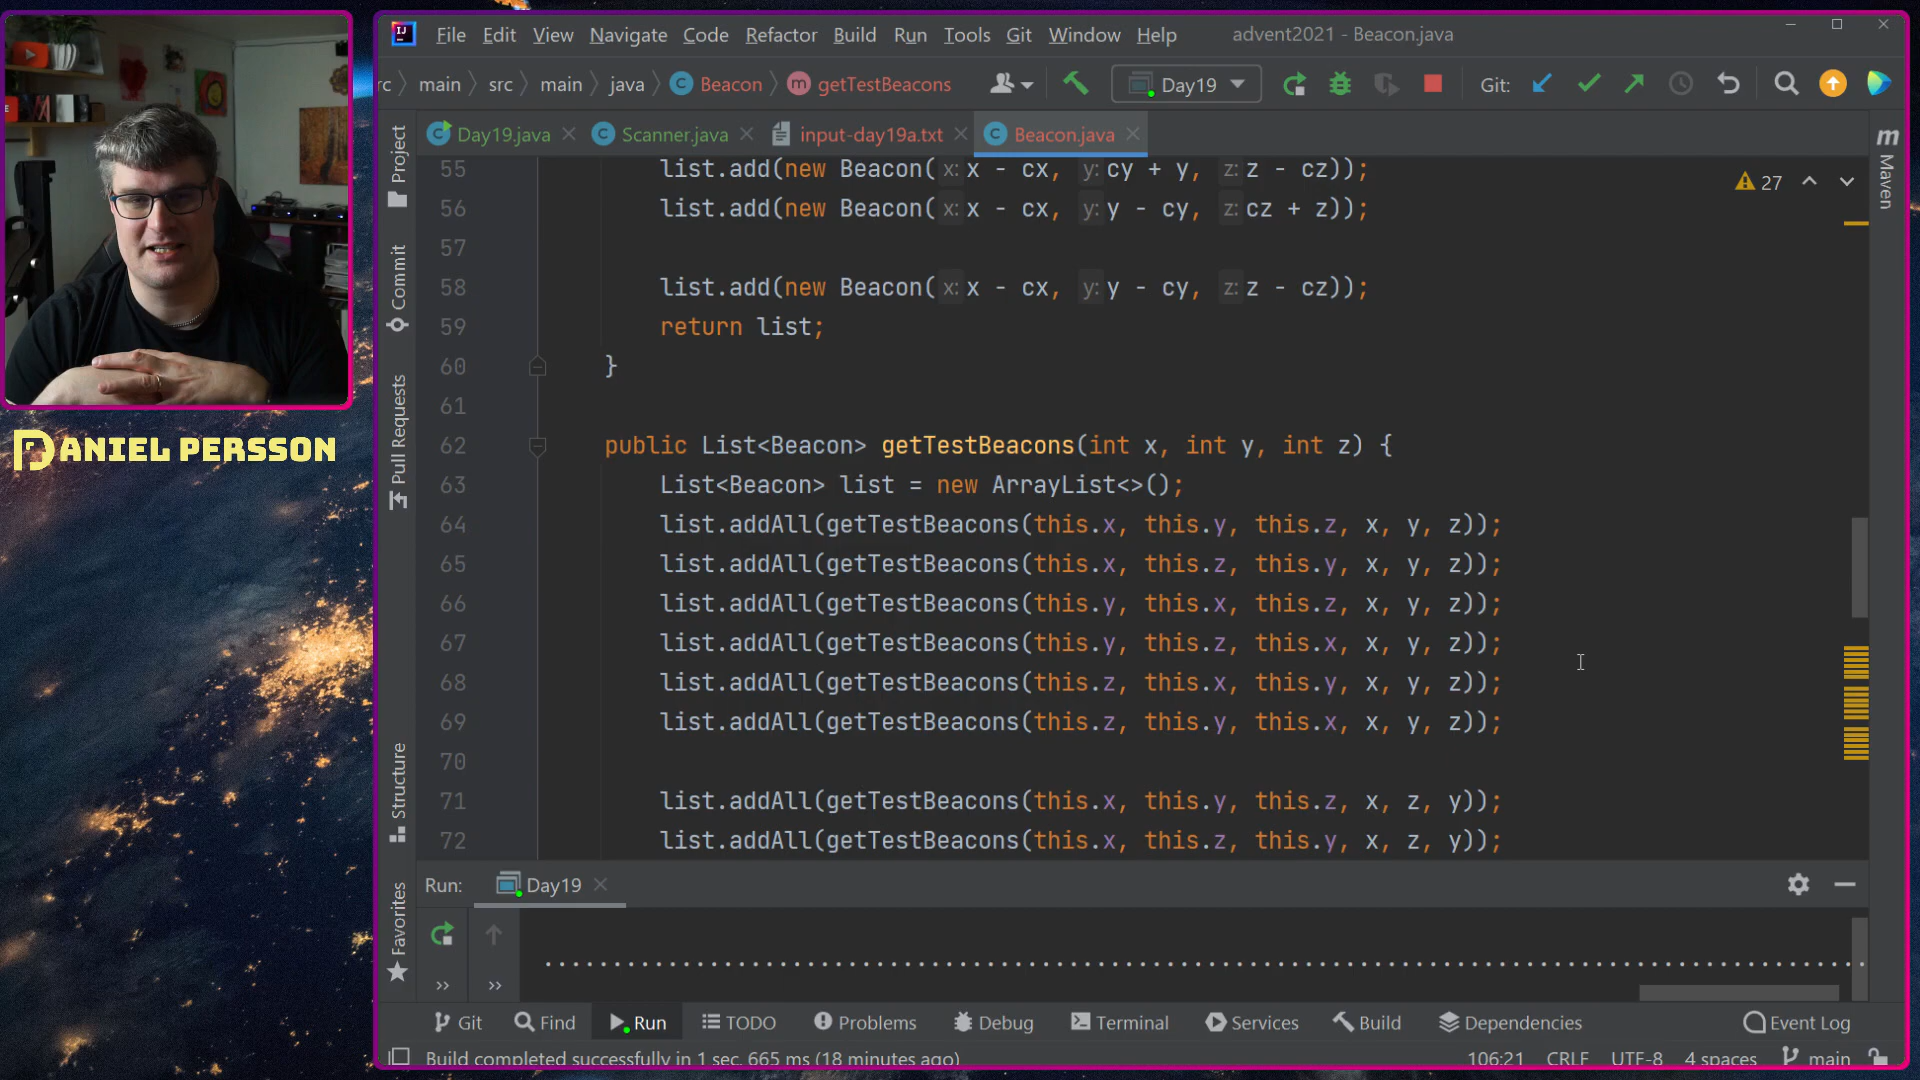 File Edit View Navigate Code Refactor Build Run Tools Git Window Help advent2021 - Beacon.java
rc main src main java Beacon getTestBeacons Day19 Git:
Day19.java Scanner.java input-day19a.txt Beacon.java
27
55 list.add(new Beacon( x: x - cx, y: cy + y, z: z - cz));
56 list.add(new Beacon( x: x - cx, y: y - cy, z: cz + z));
57
58 list.add(new Beacon( x: x - cx, y: y - cy, z: z - cz));
59 return list;
60 }
61
62 public List<Beacon> getTestBeacons(int x, int y, int z) {
63 List<Beacon> list = new ArrayList<>();
64 list.addAll(getTestBeacons(this.x, this.y, this.z, x, y, z));
65 list.addAll(getTestBeacons(this.x, this.z, this.y, x, y, z));
66 list.addAll(getTestBeacons(this.y, this.x, this.z, x, y, z));
67 list.addAll(getTestBeacons(this.y, this.z, this.x, x, y, z));
68 list.addAll(getTestBeacons(this.z, this.x, this.y, x, y, z));
69 list.addAll(getTestBeacons(this.z, this.y, this.x, x, y, z));
70
71 list.addAll(getTestBeacons(this.x, this.y, this.z, x, z, y));
72 list.addAll(getTestBeacons(this.x, this.z, this.y, x, z, y));
Project
Commit
Pull Requests
Structure
Favorites
m Maven
DANIEL PERSSON
Run: Day19
Git Find Run TODO Problems Debug Terminal Services Build Dependencies Event Log
Build completed successfully in 1 sec, 665 ms (18 minutes ago) 106:21 CRLF UTF-8 4 spaces main